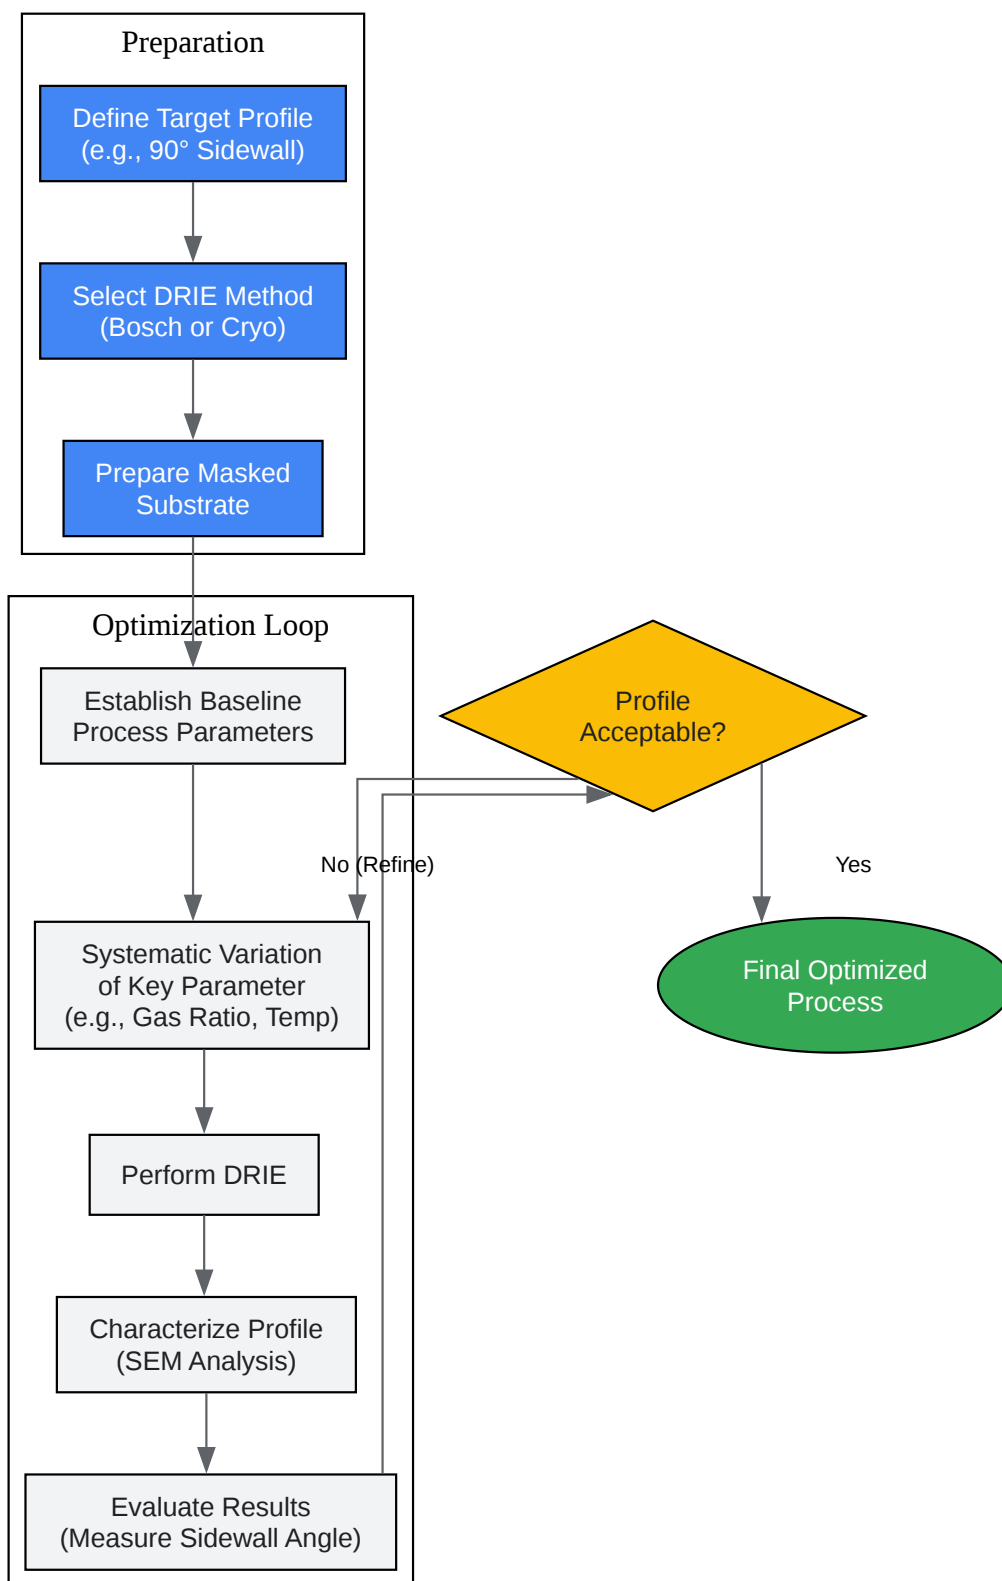 Preparation
Define Target Profile
(e.g., 90° Sidewall)
Select DRIE Method
(Bosch or Cryo)
Prepare Masked
Substrate
Optimization Loop
Establish Baseline
Process Parameters
Profile
Acceptable?
No (Refine)
Yes
Systematic Variation
of Key Parameter
(e.g., Gas Ratio, Temp)
Final Optimized
Process
Perform DRIE
Characterize Profile
(SEM Analysis)
Evaluate Results
(Measure Sidewall Angle)